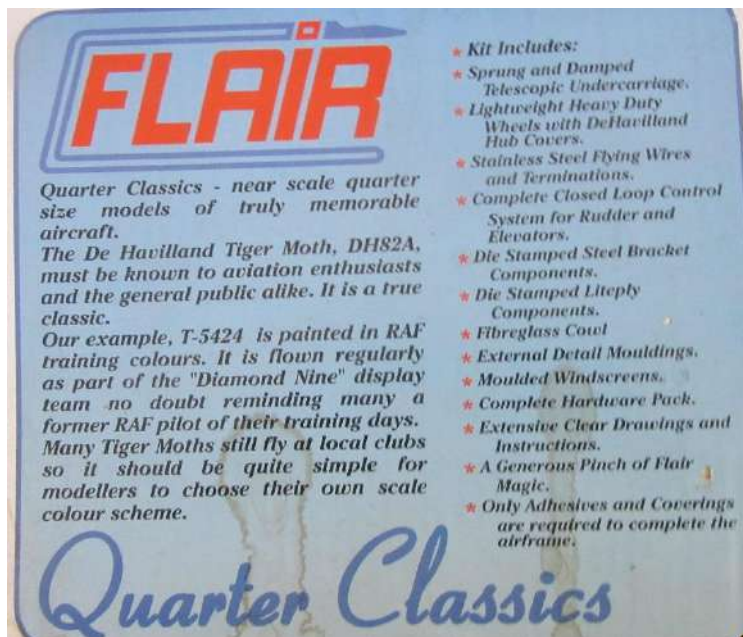 FLAIR
Quarter Classics - near scale quarter
size models of truly memorable
aircraft.
The De Havilland Tiger Moth, DH82A,
must be known to aviation enthusiasts
and the general public alike. It is a true
classic.
Our example, T-5424 is painted in RAF
training colours. It is flown regularly
as part of the "Diamond Nine" display
team no doubt reminding many a
former RAF pilot of their training days.
Many Tiger Moths still fly at local clubs
so it should be quite simple for
modellers to choose their own scale
colour scheme.
* Kit Includes:
* Sprung and Damped
Telescopic Undercarriage.
* Lightweight Heavy Duty
Wheels with DeHavilland
Hub Covers.
* Stainless Steel Flying Wires
and Terminations.
* Complete Closed Loop Control
System for Rudder and
Elevators.
* Die Stamped Steel Bracket
Components.
* Die Stamped Liteply
Components.
* Fibreglass Cowl
* External Detail Mouldings.
* Moulded Windscreens.
* Complete Hardware Pack.
* Extensive Clear Drawings and
Instructions.
* A Generous Pinch of Flair
Magic.
* Only Adhesives and Coverings
are required to complete the
airframe.
Quarter Classics